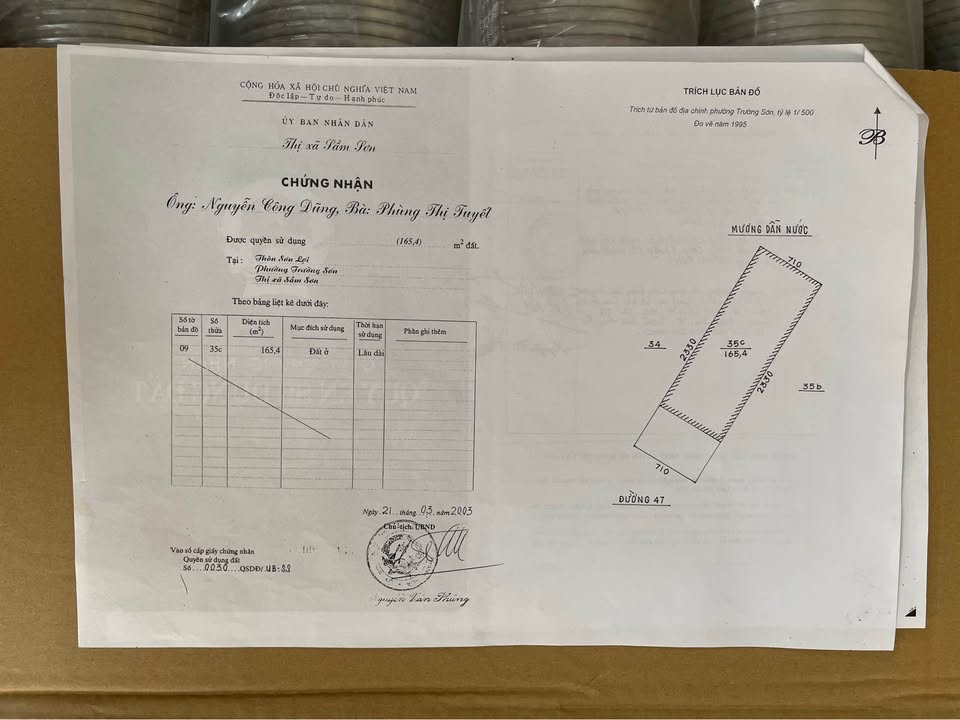 CỘNG HÒA XÃ HỘI CHỦ NGHĨA VIỆT NAM
Độc lập – Tự do – Hạnh phúc
ỦY BAN NHÂN DÂN
Thị xã Sầm Sơn
CHỨNG NHẬN
Ông: Nguyễn Công Dũng, Bà: Phùng Thị Tuyết
Được quyền sử dụng (165,4) m² đất.
Tại : Thôn Sơn Lợi
Phường Trường Sơn
Thị xã Sầm Sơn
Theo bảng liệt kê dưới đây:
Số tờ bản đồ Số thửa Diện tích (m²) Mục đích sử dụng Thời hạn sử dụng Phần ghi thêm
09 35c 165,4 Đất ở Lâu dài
Ngày 21 tháng 03 năm 2003
Chủ tịch UBND
Vào sổ cấp giấy chứng nhân
Quyền sử dụng đất
Số 0030 QSDĐ/ UB-SS
Nguyễn Văn Phúng
TRÍCH LỤC BẢN ĐỒ
Trích từ bản đồ địa chính phường Trường Sơn, tỷ lệ 1/ 500
Đo vẽ năm 1995
B
MƯƠNG DẪN NƯỚC
710
34
2330
35c
165,4
2330
35b
710
ĐƯỜNG 47